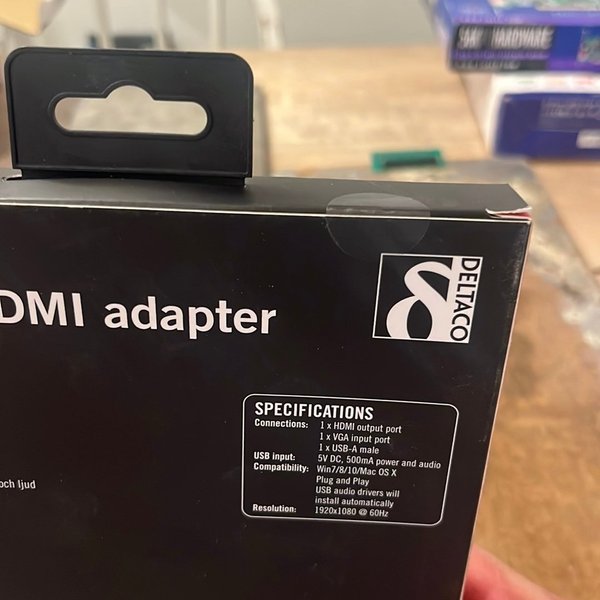 '68' HARDWARE
DELTACO
DMI adapter
SPECIFICATIONS
Connections: 1 x HDMI output port
1 x VGA input port
1 x USB-A male
USB input: 5V DC, 500mA power and audio
Compatibility: Win7/8/10/Mac OS X
Plug and Play
USB audio drivers will
install automatically
Resolution: 1920x1080 @ 60Hz
och ljud